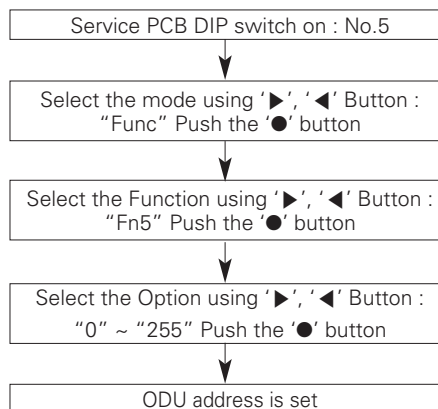 Service PCB DIP switch on : No.5
Select the mode using ‘▶’, ‘◀’ Button :
“Func” Push the ‘●’ button
Select the Function using ‘▶’, ‘◀’ Button :
“Fn5” Push the ‘●’ button
Select the Option using ‘▶’, ‘◀’ Button :
“0” ~ “255” Push the ‘●’ button
ODU address is set